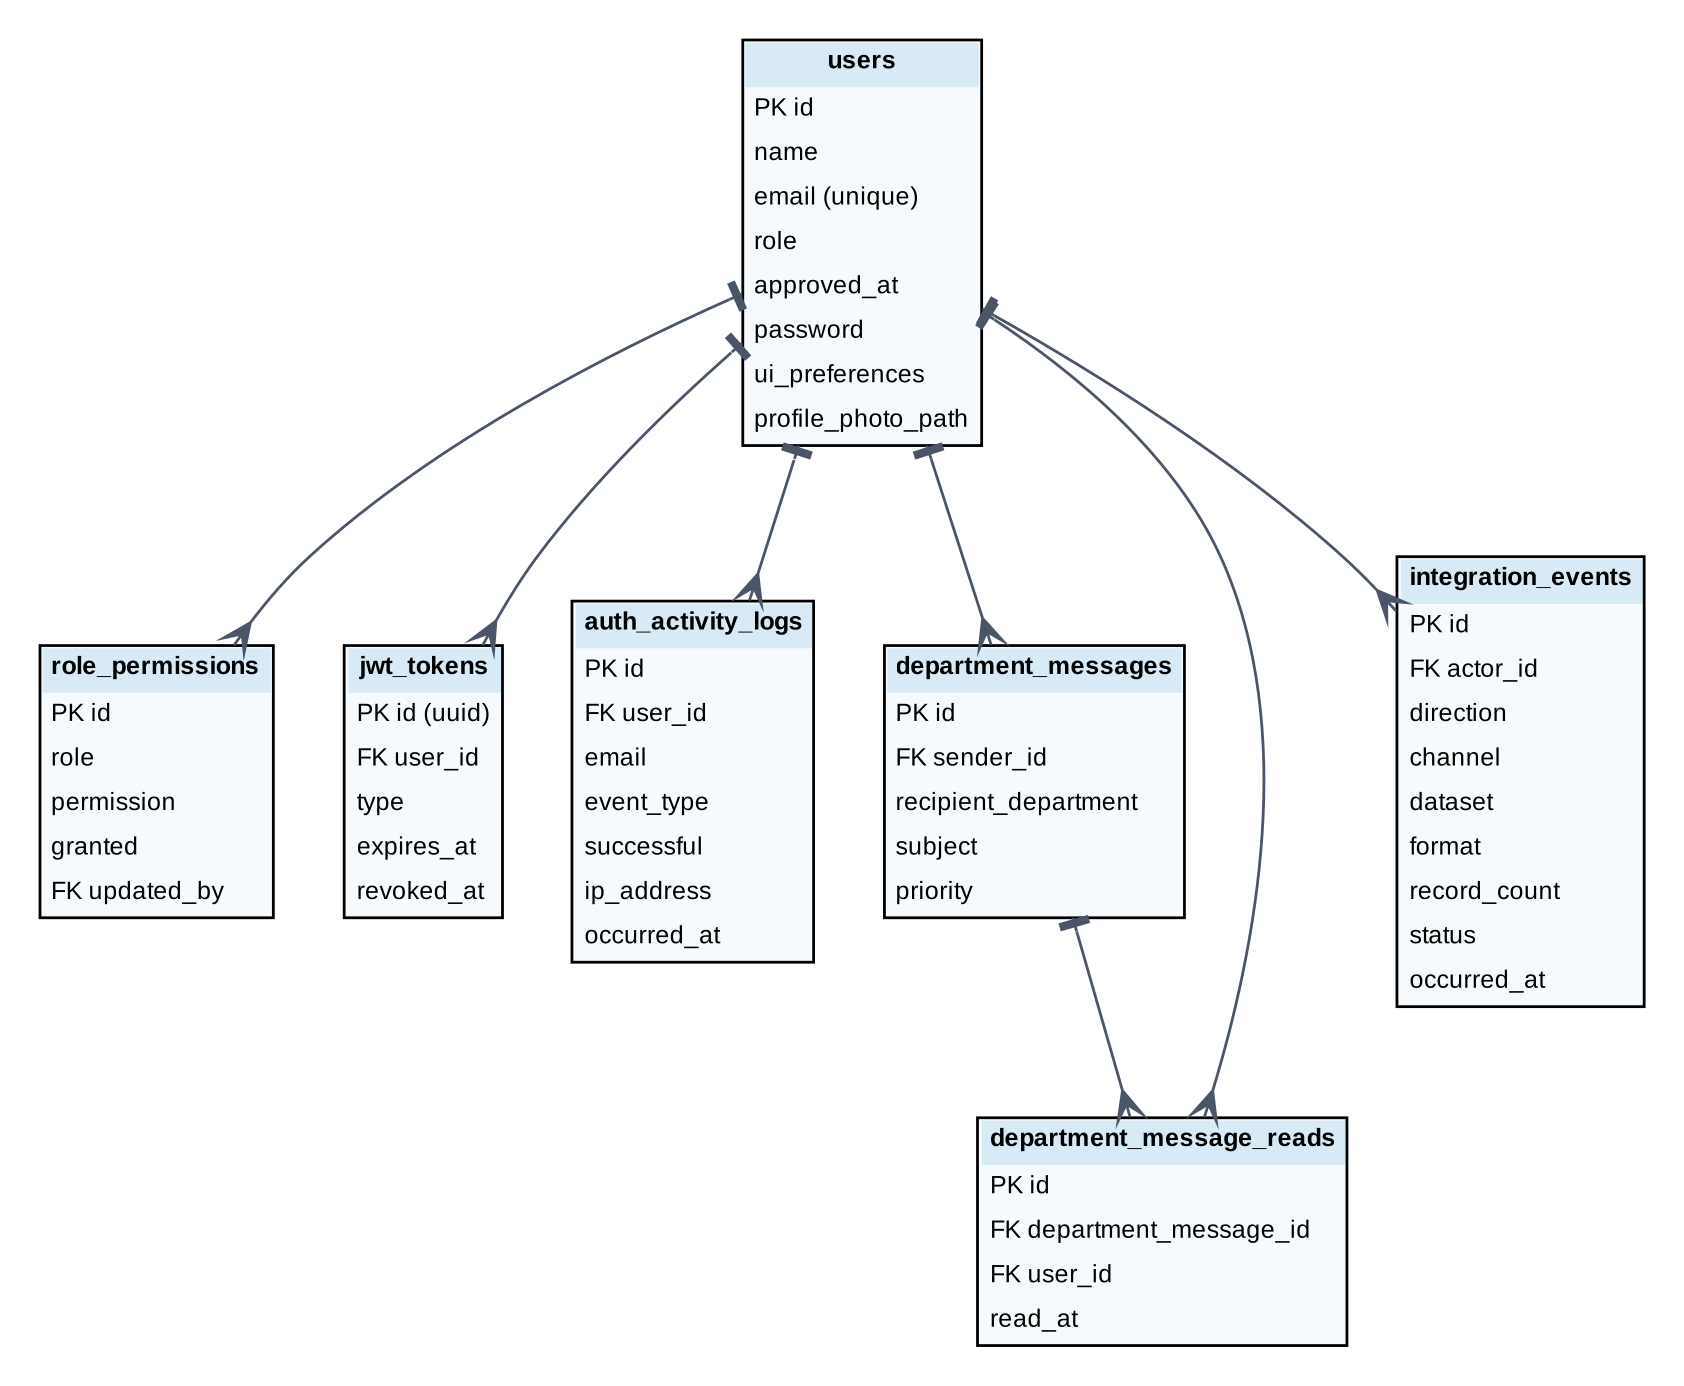 users
PK id
name
email (unique)
role
approved_at
password
ui_preferences
profile_photo_path
role_permissions
PK id
role
permission
granted
FK updated_by
jwt_tokens
PK id (uuid)
FK user_id
type
expires_at
revoked_at
auth_activity_logs
PK id
FK user_id
email
event_type
successful
ip_address
occurred_at
department_messages
PK id
FK sender_id
recipient_department
subject
priority
integration_events
PK id
FK actor_id
direction
channel
dataset
format
record_count
status
occurred_at
department_message_reads
PK id
FK department_message_id
FK user_id
read_at